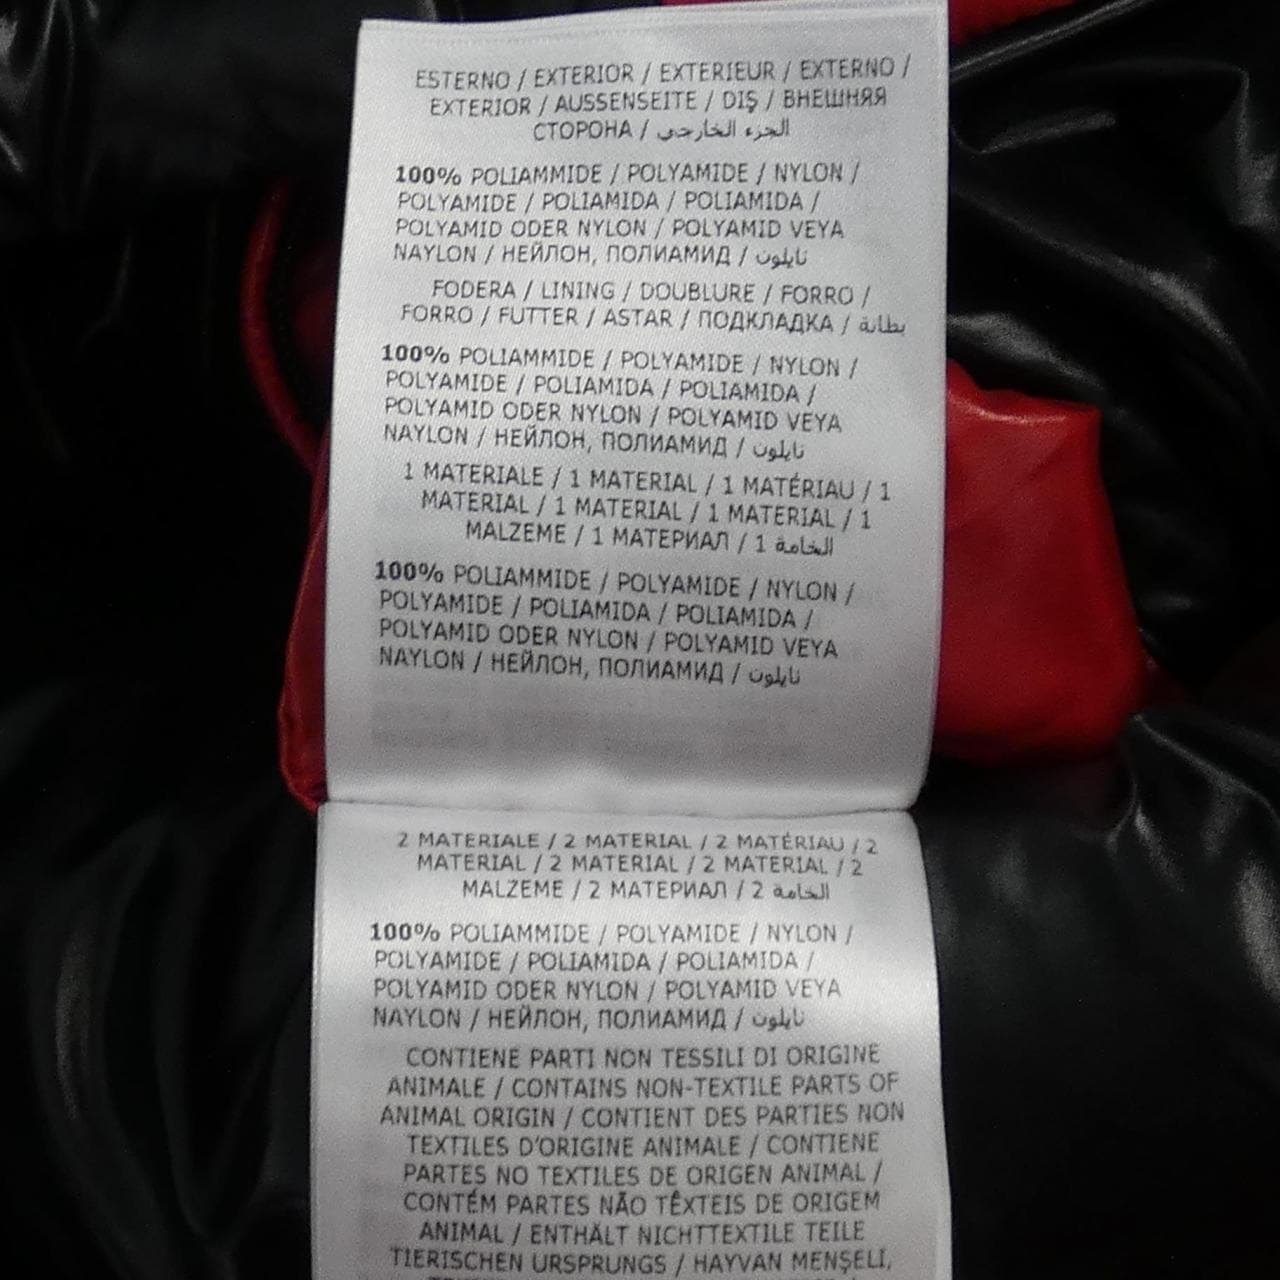 ESTERNO / EXTERIOR / EXTERIEUR / EXTERNO /
EXTERIOR / AUSSENSEITE / DIŞ / ВНЕШНЯЯ
СТОРОНА / الجزء الخارجي
100% POLIAMMIDE / POLYAMIDE / NYLON /
POLYAMIDE / POLIAMIDA / POLIAMIDA /
POLYAMID ODER NYLON / POLYAMID VEYA
NAYLON / НЕЙЛОН, ПОЛИАМИД / نايلون
FODERA / LINING / DOUBLURE / FORRO /
FORRO / FUTTER / ASTAR / ПОДКЛАДКА / بطانة
100% POLIAMMIDE / POLYAMIDE / NYLON /
POLYAMIDE / POLIAMIDA / POLIAMIDA /
POLYAMID ODER NYLON / POLYAMID VEYA
NAYLON / НЕЙЛОН, ПОЛИАМИД / نايلون
1 MATERIALE / 1 MATERIAL / 1 MATÉRIAU / 1
MATERIAL / 1 MATERIAL / 1 MATERIAL / 1
MALZEME / 1 МАТЕРИАЛ / 1 الخامة
100% POLIAMMIDE / POLYAMIDE / NYLON /
POLYAMIDE / POLIAMIDA / POLIAMIDA /
POLYAMID ODER NYLON / POLYAMID VEYA
NAYLON / НЕЙЛОН, ПОЛИАМИД / نايلون
2 MATERIALE / 2 MATERIAL / 2 MATÉRIAU / 2
MATERIAL / 2 MATERIAL / 2 MATERIAL / 2
MALZEME / 2 МАТЕРИАЛ / 2 الخامة
100% POLIAMMIDE / POLYAMIDE / NYLON /
POLYAMIDE / POLIAMIDA / POLIAMIDA /
POLYAMID ODER NYLON / POLYAMID VEYA
NAYLON / НЕЙЛОН, ПОЛИАМИД / نايلون
CONTIENE PARTI NON TESSILI DI ORIGINE
ANIMALE / CONTAINS NON-TEXTILE PARTS OF
ANIMAL ORIGIN / CONTIENT DES PARTIES NON
TEXTILES D'ORIGINE ANIMALE / CONTIENE
PARTES NO TEXTILES DE ORIGEN ANIMAL /
CONTÉM PARTES NÃO TÊXTEIS DE ORIGEM
ANIMAL / ENTHÄLT NICHTTEXTILE TEILE
TIERISCHEN URSPRUNGS / HAYVAN MENŞELI,